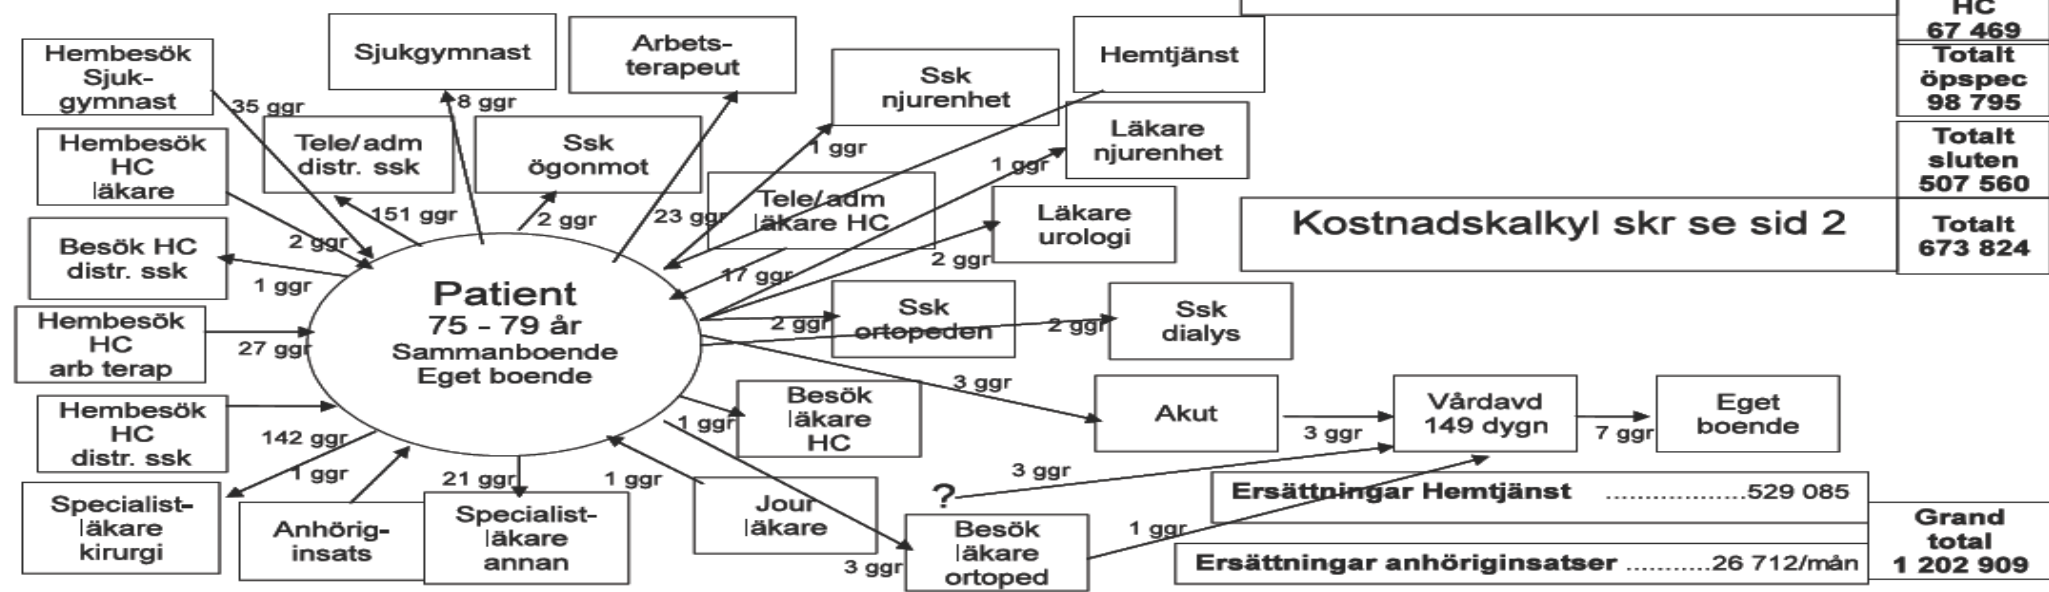 HC
67 469
Totalt
öpspec
98 795
Totalt
sluten
507 560
Kostnadskalkyl skr se sid 2
Totalt
673 824
Hembesök
Sjuk-
gymnast
35 ggr
Sjukgymnast
8 ggr
Arbets-
terapeut
23 ggr
Ssk
njurenhet
1 ggr
Hemtjänst
Hembesök
HC
läkare
2 ggr
Tele/adm
distr. ssk
151 ggr
Ssk
ögonmot
2 ggr
Tele/adm
läkare HC
17 ggr
Läkare
njurenhet
1 ggr
Läkare
urologi
2 ggr
Besök HC
distr. ssk
1 ggr
Patient
75 - 79 år
Sammanboende
Eget boende
Ssk
ortopeden
2 ggr
Ssk
dialys
2 ggr
Hembesök
HC
arb terap
27 ggr
Hembesök
HC
distr. ssk
142 ggr
Besök
läkare
HC
1 ggr
3 ggr
Akut
3 ggr
Vårdavd
149 dygn
7 ggr
Eget
boende
Specialist-
läkare
kirurgi
1 ggr
Anhörig-
insats
Specialist-
läkare
annan
21 ggr
Jour
läkare
1 ggr
?
3 ggr
Besök
läkare
ortoped
3 ggr
1 ggr
Ersättningar Hemtjänst .................529 085
Ersättningar anhöriginsatser ...........26 712/mån
Grand
total
1 202 909